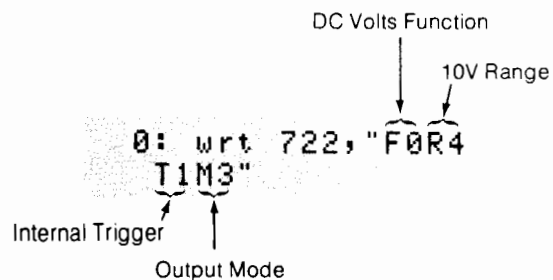 DC Volts Function
10V Range
0: wrt 722,"F0R4
T1M3"
Internal Trigger
Output Mode